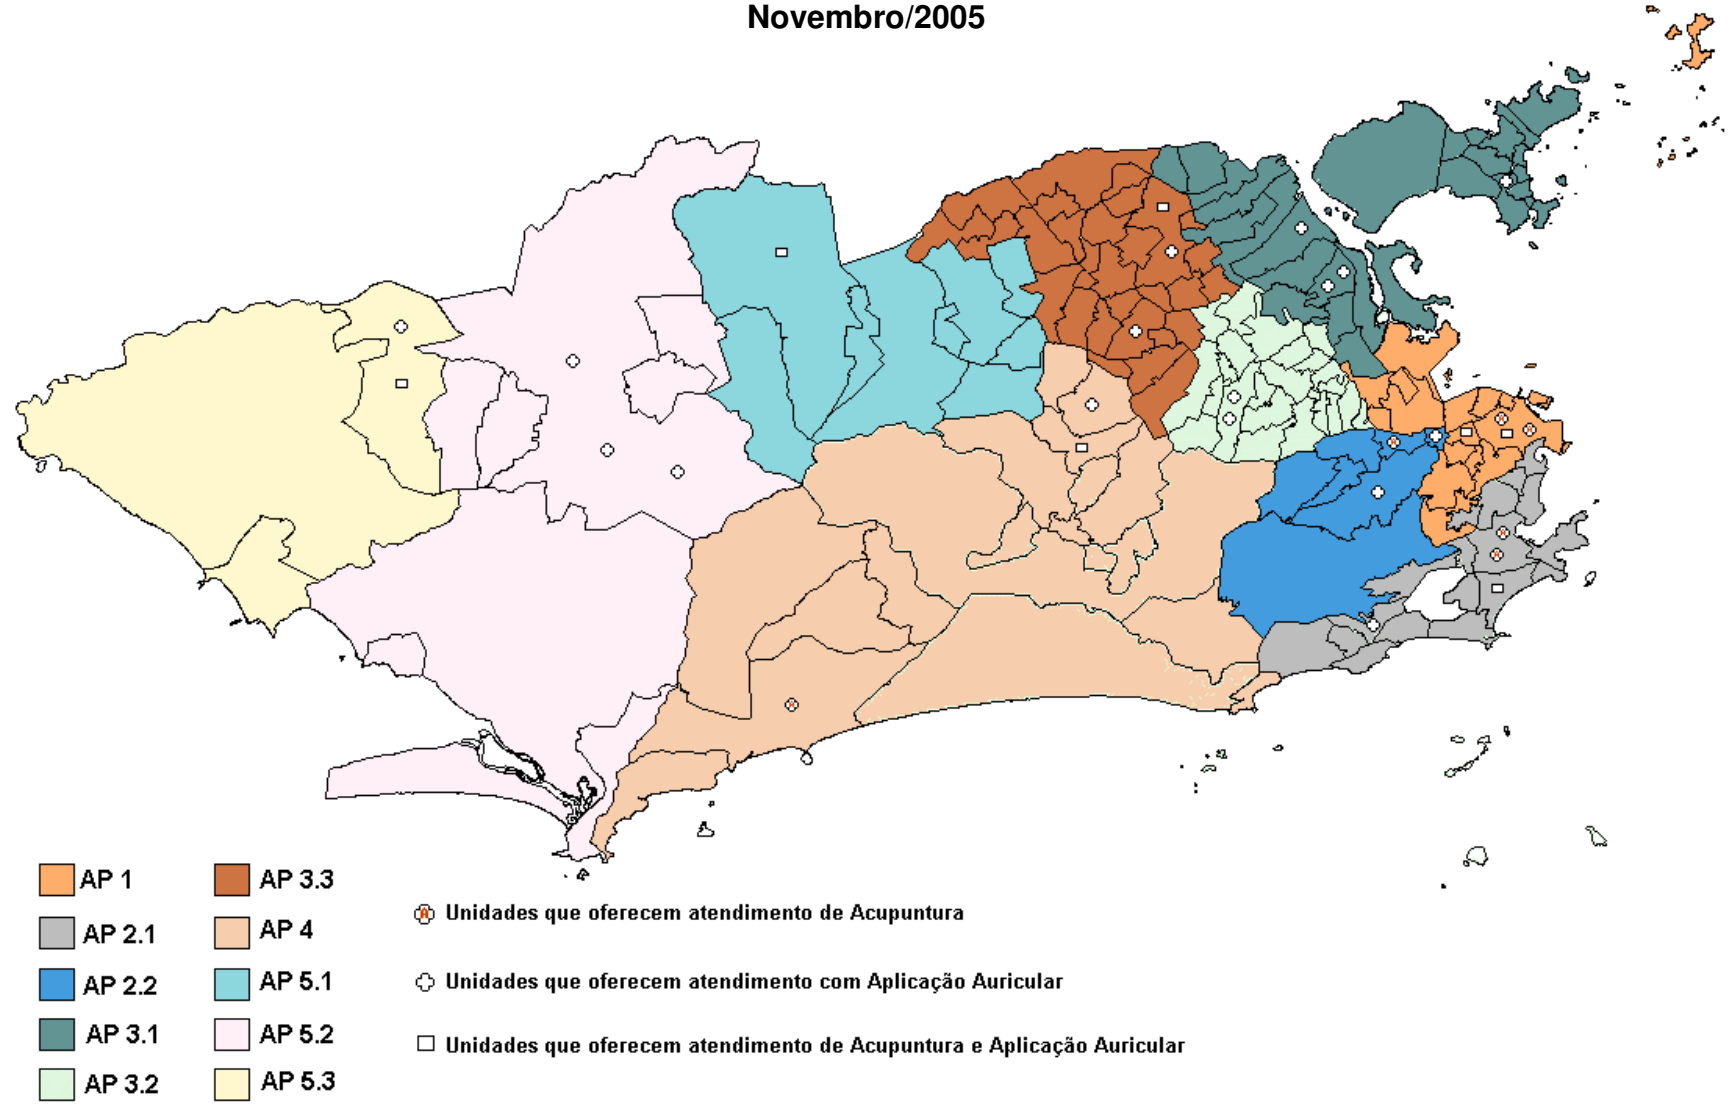 Novembro/2005
AP 1
AP 2.1
AP 2.2
AP 3.1
AP 3.2
AP 3.3
AP 4
AP 5.1
AP 5.2
AP 5.3
A Unidades que oferecem atendimento de Acupuntura
Unidades que oferecem atendimento com Aplicação Auricular
Unidades que oferecem atendimento de Acupuntura e Aplicação Auricular